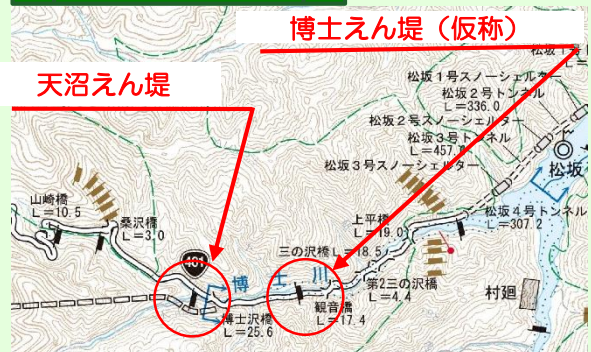 博士えん堤（仮称）
天沼えん堤
松坂1号
松坂1号スノーシェルター
松坂2号トンネル
L=336.0
松坂2号スノーシェルター
松坂3号トンネル
L=457.
松坂3号スノーシェルター
松坂
山崎橋
L=10.5
桑沢橋
L=3.0
上平橋
L=19.0
松坂4号トンネル
L=307.2
三の沢橋L=18.5
401
博士川
第2三の沢橋
L=4.4
村廻
観音橋
L=17.4
博士沢橋
L=25.6